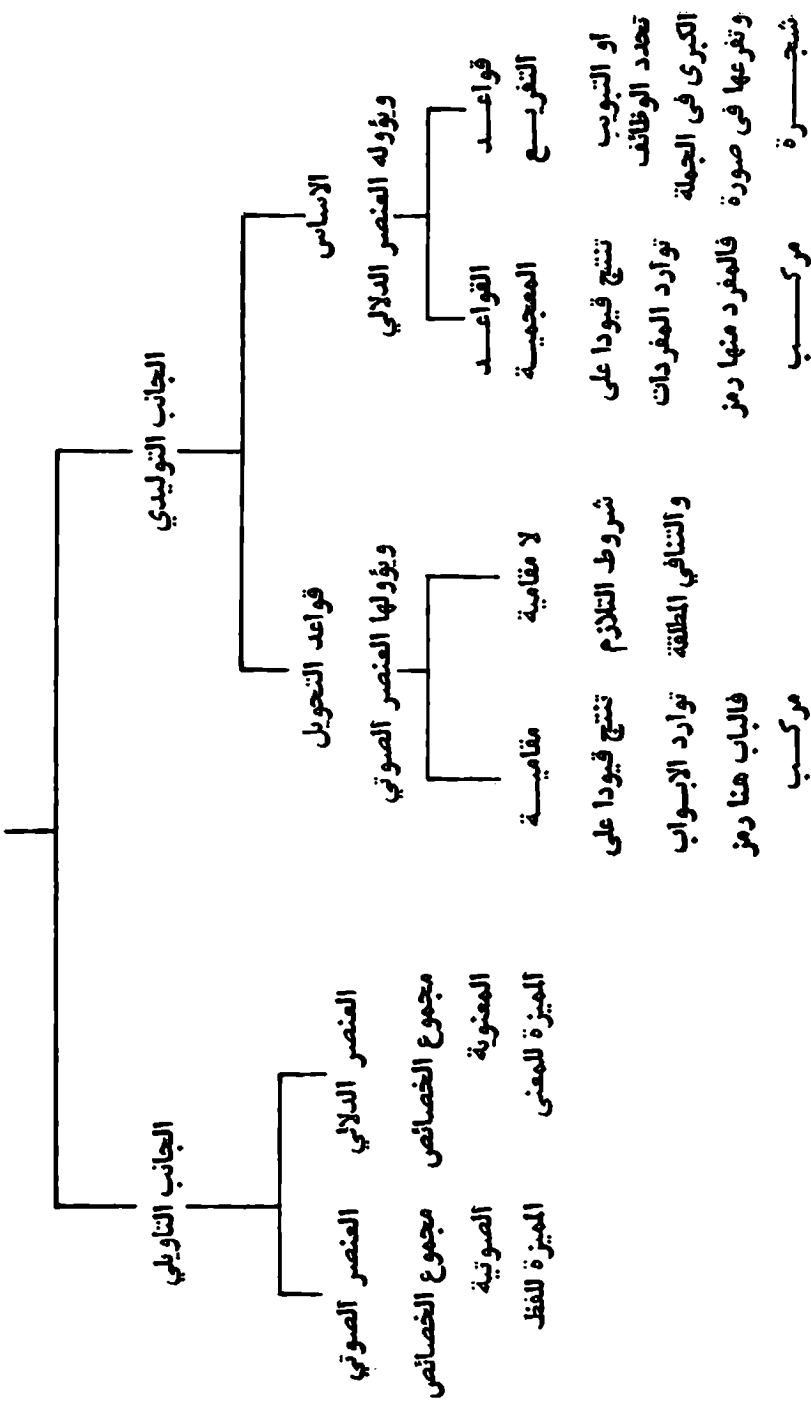 الجانب التوليدي
الاساس
ويؤوله العنصر الدلالي
قواعد
التفريع
او التبويب
تحدد الوظائف
الكبرى فى الجملة
وتفرعها فى صورة
شجرة
القواعد
المعجمية
تنتج قيودا على
توارد المفردات
فالمفرد منها رمز
مركب
قواعد التحويل
ويؤولها العنصر الصوتي
لا مقامية
شروط التلازم
والتنافي المطلقة
مقامية
تنتج قيودا على
توارد الابواب
فالباب هنا رمز
مركب
الجانب التاويلي
العنصر الدلالي
مجموع الخصائص
المعنوية
المميزة للمعنى
العنصر الصوتي
مجموع الخصائص
الصوتية
المميزة للفظ